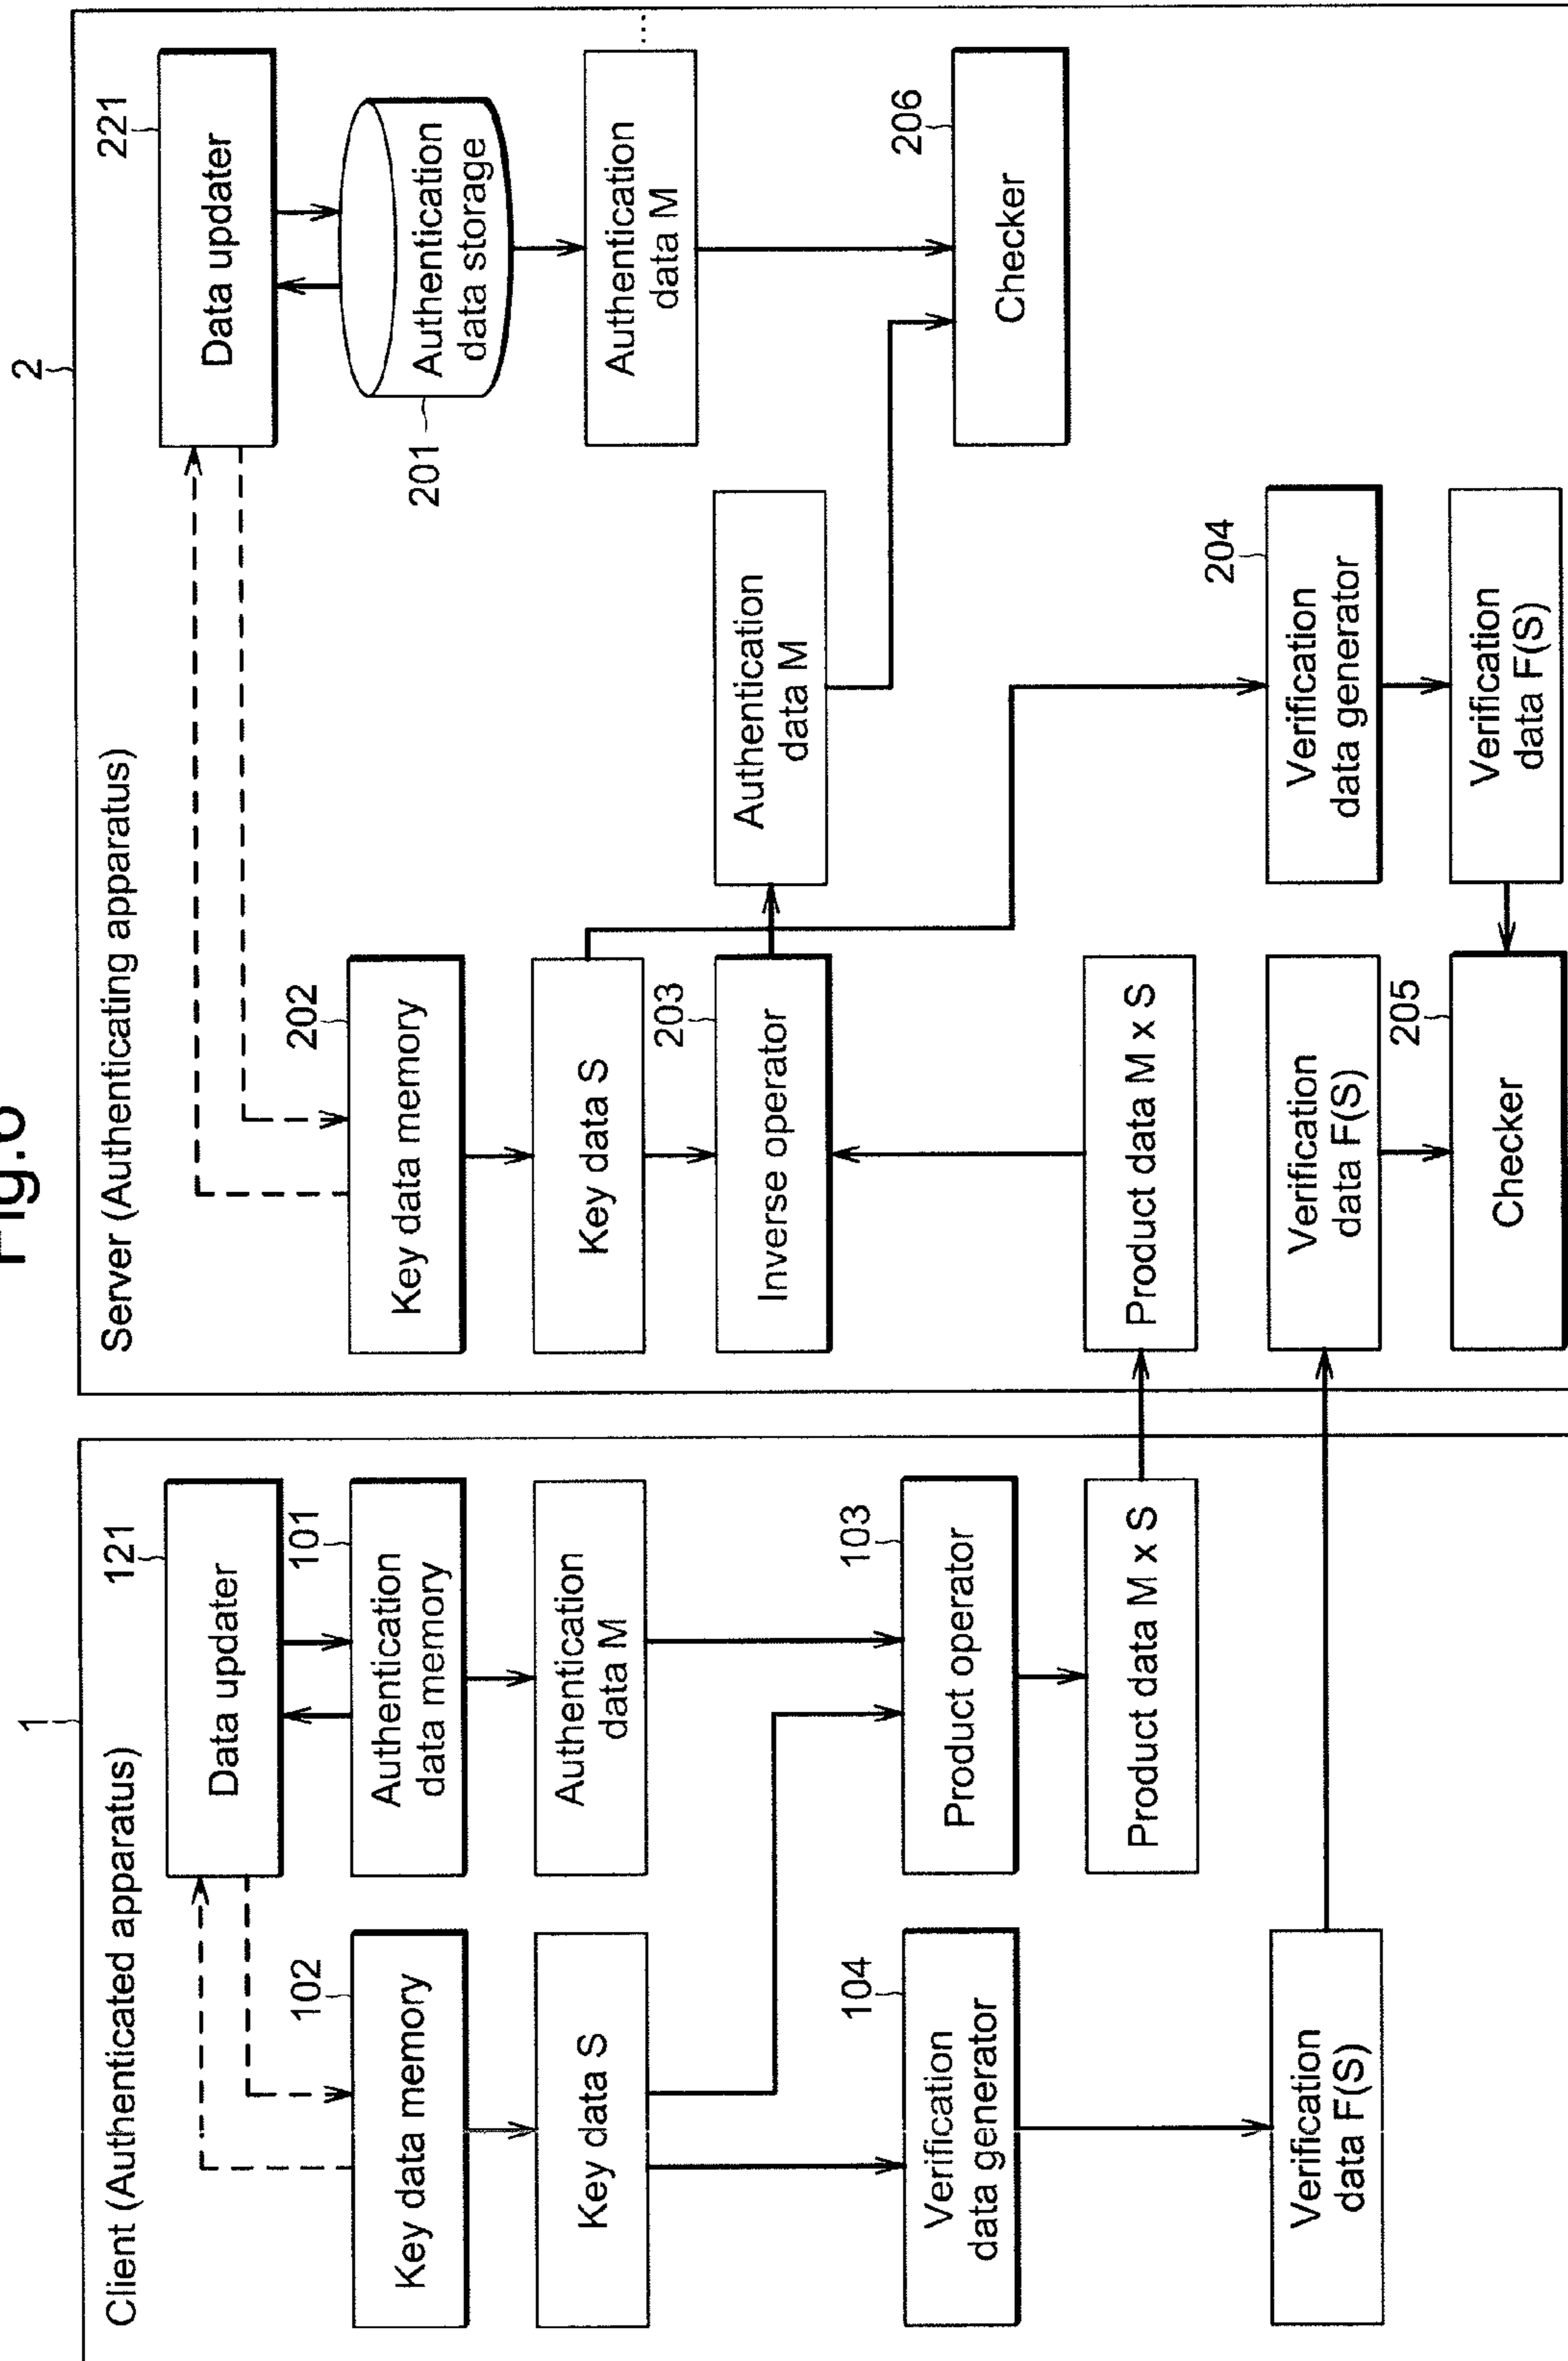 Client (Authenticated apparatus)
1
121
Data updater
102
Key data memory
101
Authentication
data memory
Key data S
Authentication
data M
104
Verification
data generator
103
Product operator
Product data M x S
Verification
data F(S)
Server (Authenticating apparatus)
2
221
Data updater
202
Key data memory
201
Authentication
data storage
Key data S
Authentication
data M
...
203
Inverse operator
Authentication
data M
206
Checker
Product data M x S
Verification
data F(S)
204
Verification
data generator
205
Checker
Verification
data F(S)